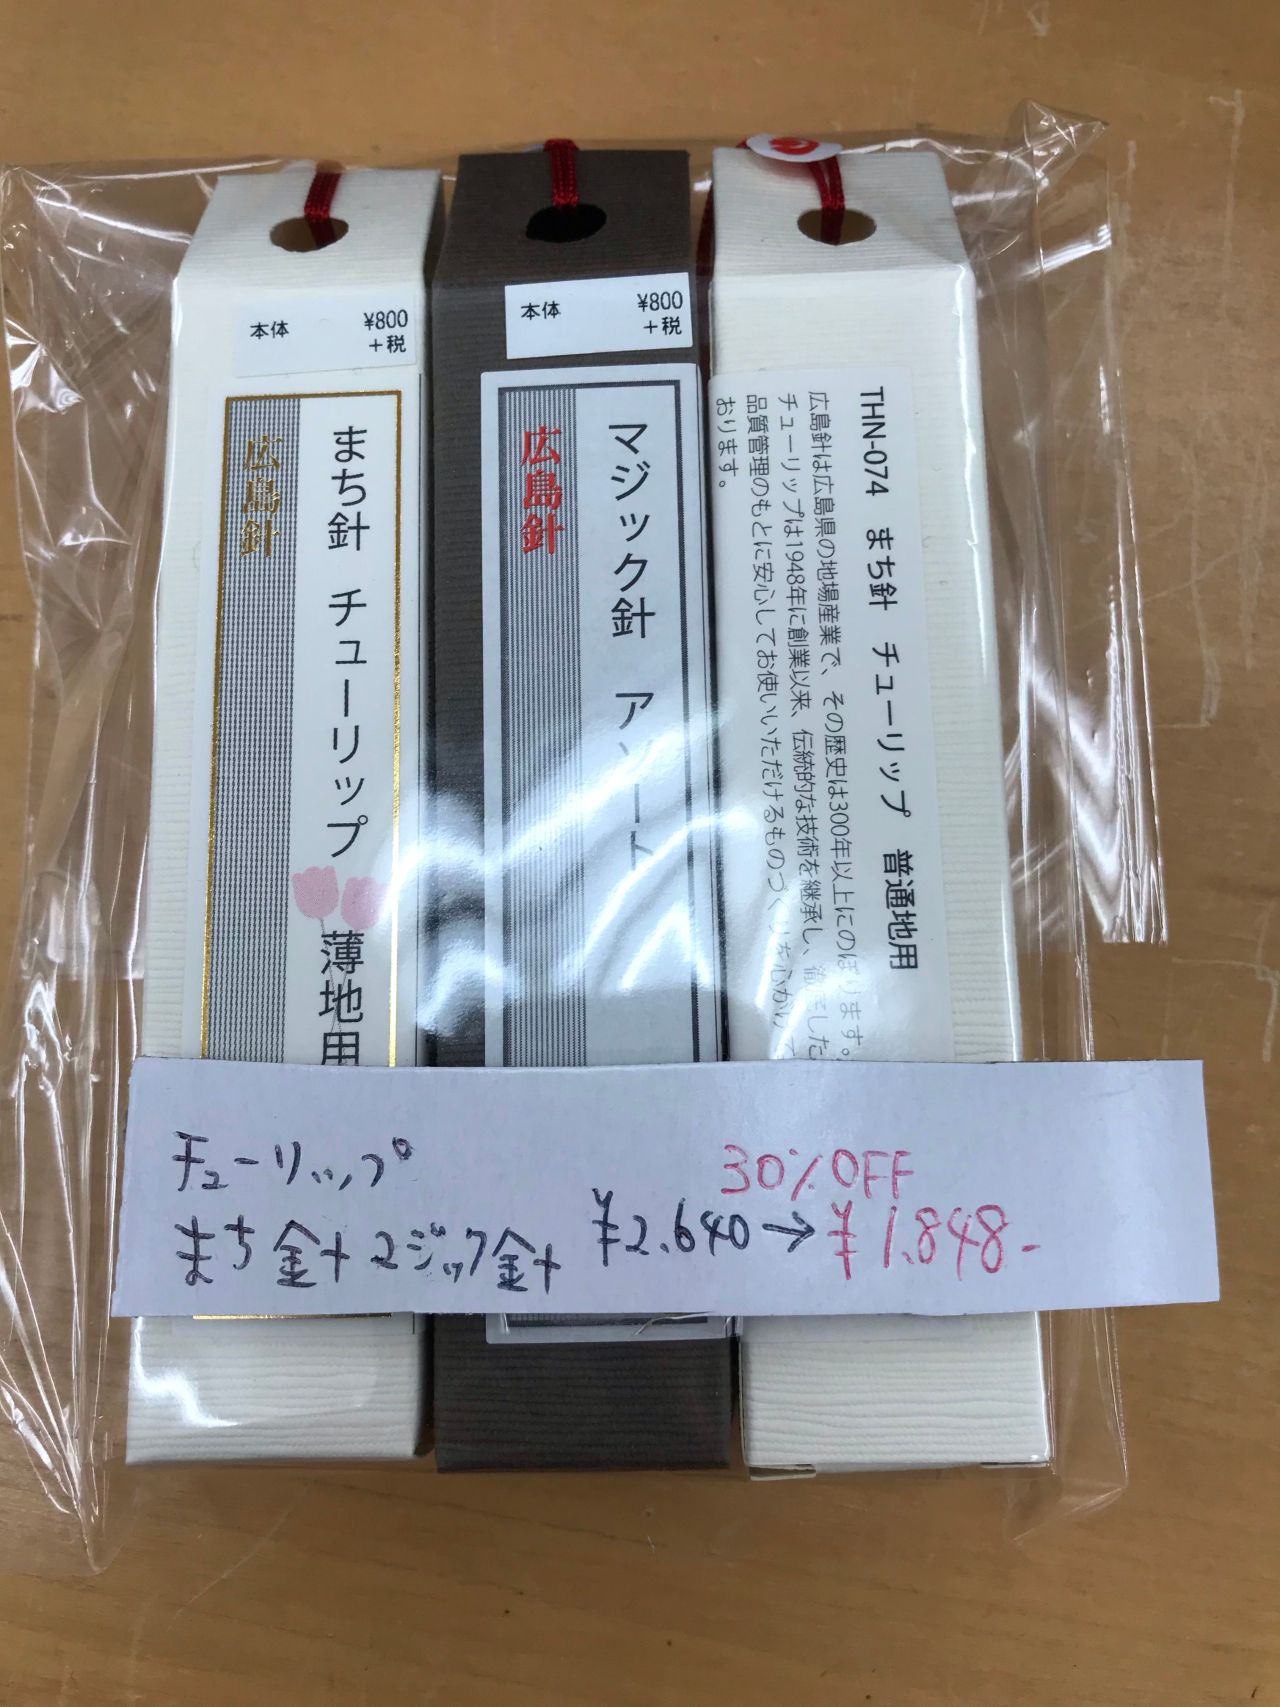 本体 ¥800
+税
まち針 チューリップ 薄地用
広島針
本体 ¥800
+税
マジック針 アソート
広島針
THN-074 まち針 チューリップ 普通地用
広島針は広島県の地場産業で、その歴史は300年以上にのぼります。
チューリップは1948年に創業以来、伝統的な技術を継承し、徹底した
品質管理のもとに安心してお使いいただけるものづくりを心がけて
おります。
チューリップ
まち針 マジック針
30%OFF
¥2.640→¥1.848-